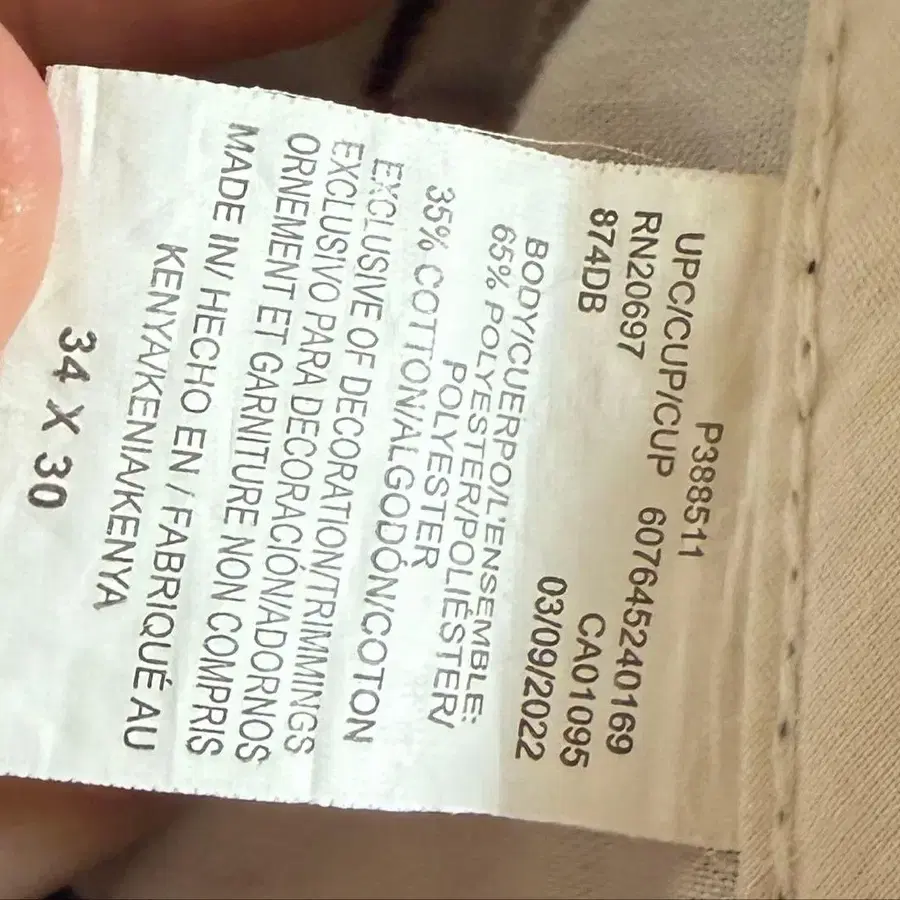 P388511
UPC/CUP/CUP 607645240169
RN20697 CA01095
874DB 03/09/2022
BODY/CUERPO/L'ENSEMBLE:
65% POLYESTER/POLIÉSTER/
POLYESTER
35% COTTON/ALGODÓN/COTON
EXCLUSIVE OF DECORATION/TRIMMINGS
EXCLUSIVO PARA DECORACIÓN/ADORNOS
ORNEMENT ET GARNITURE NON COMPRIS
MADE IN/ HECHO EN / FABRIQUÉ AU
KENYA/KENIA/KENYA
34 X 30